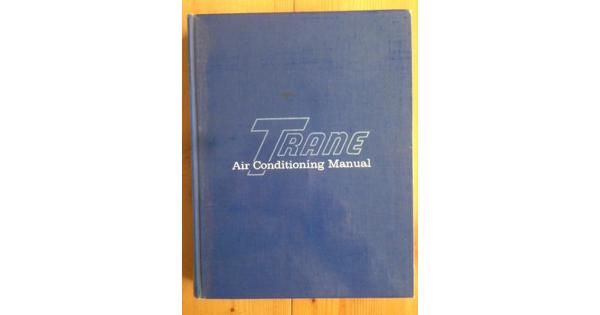 TRANE
Air Conditioning Manual